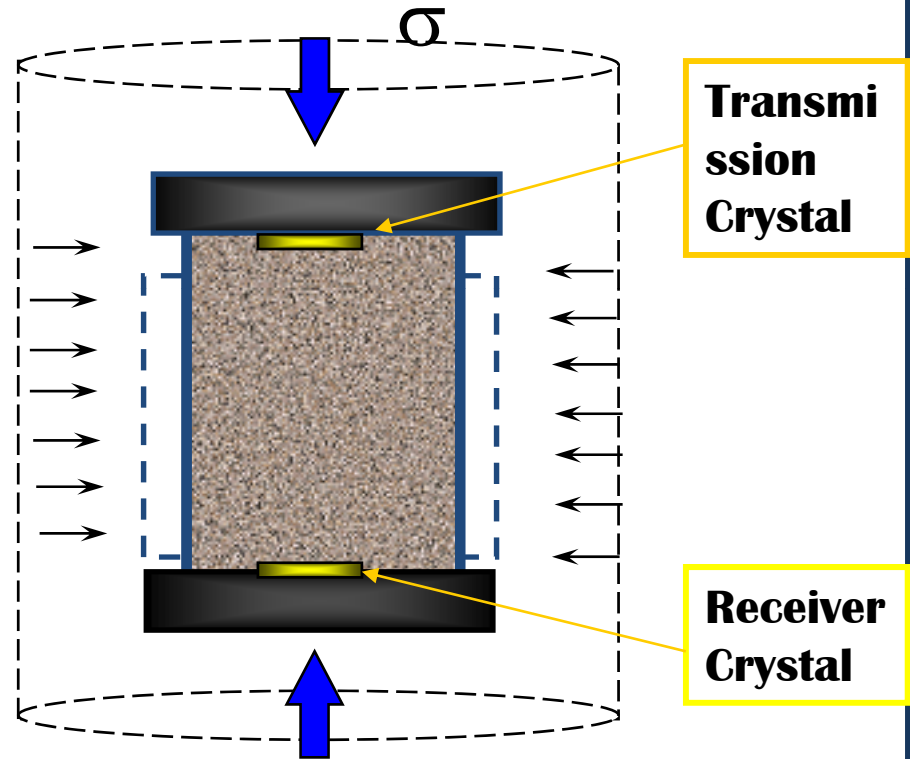 σ
Transmi
ssion
Crystal
Receiver
Crystal